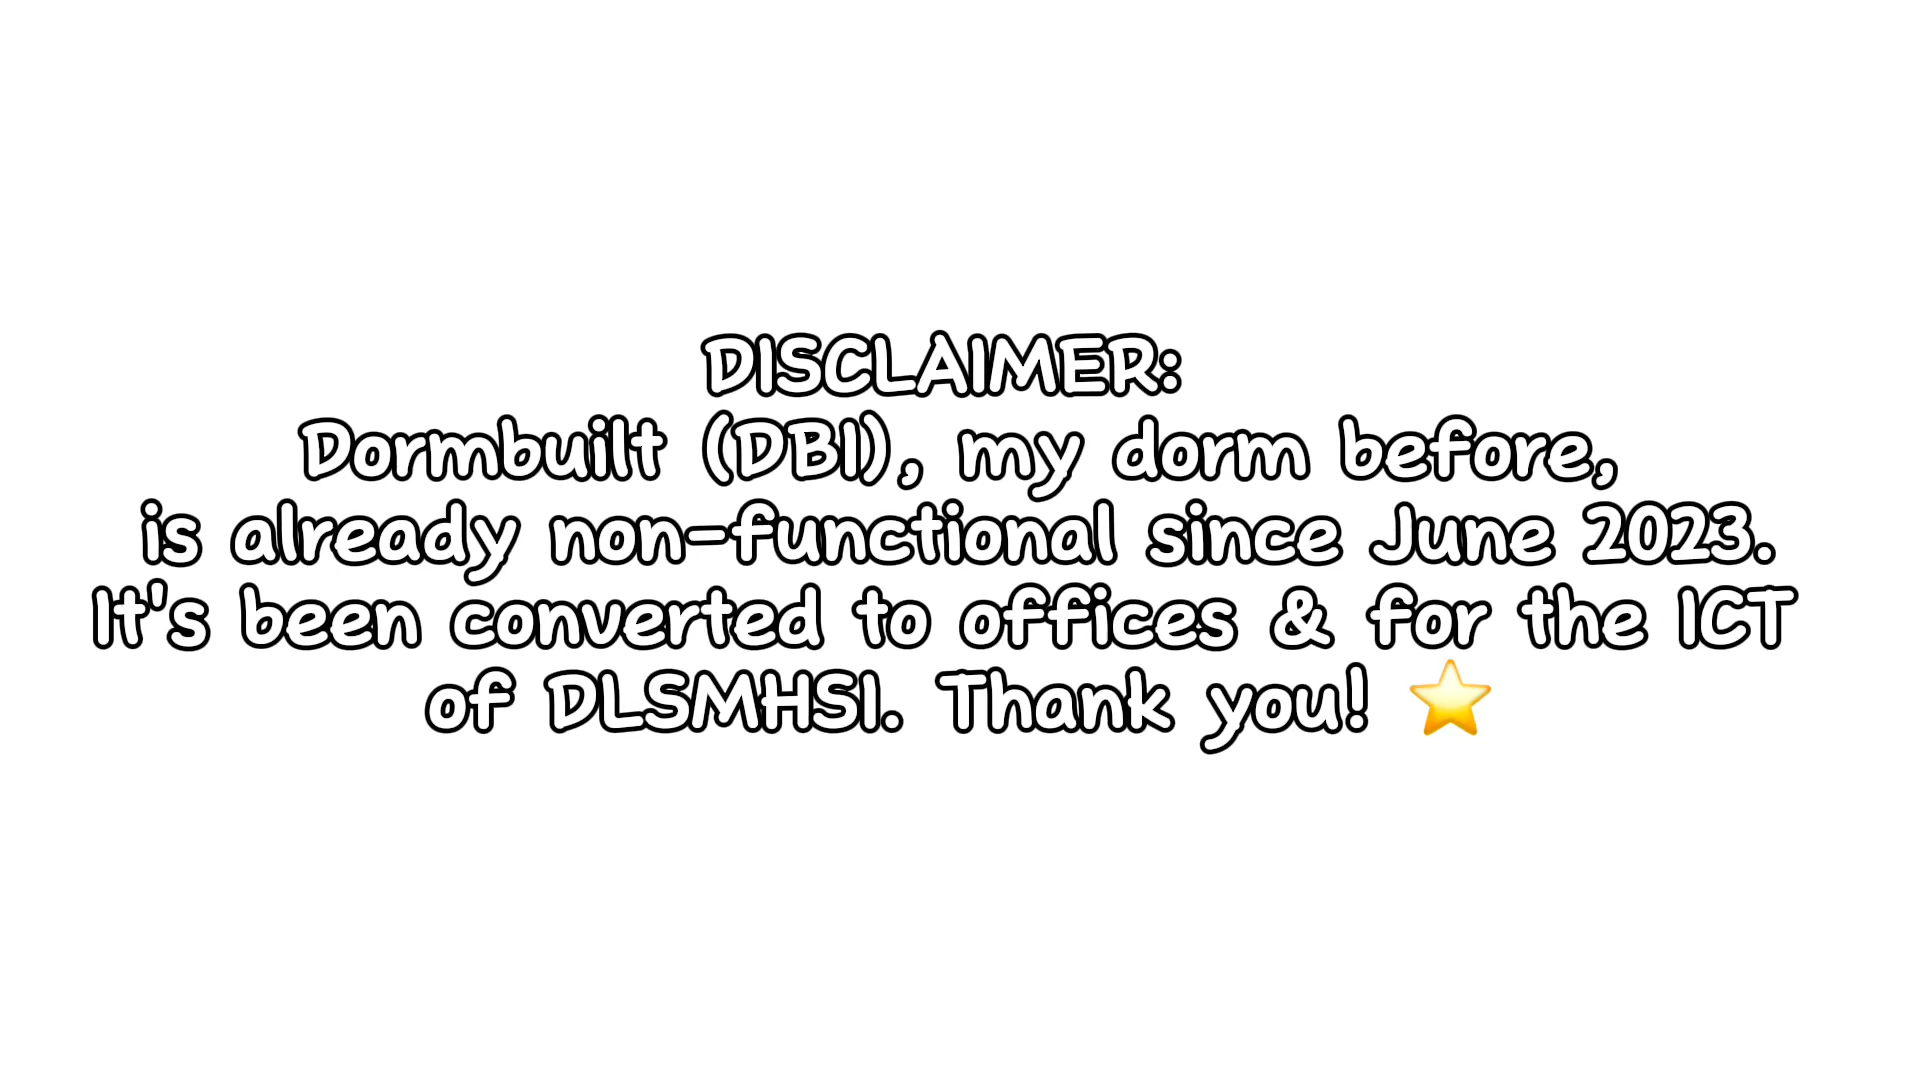 DISCLAIMER:
Dormbuilt (DBI), my dorm before,
is already non-functional since June 2023.
It's been converted to offices & for the ICT
of DLSMHSI. Thank you! ⭐